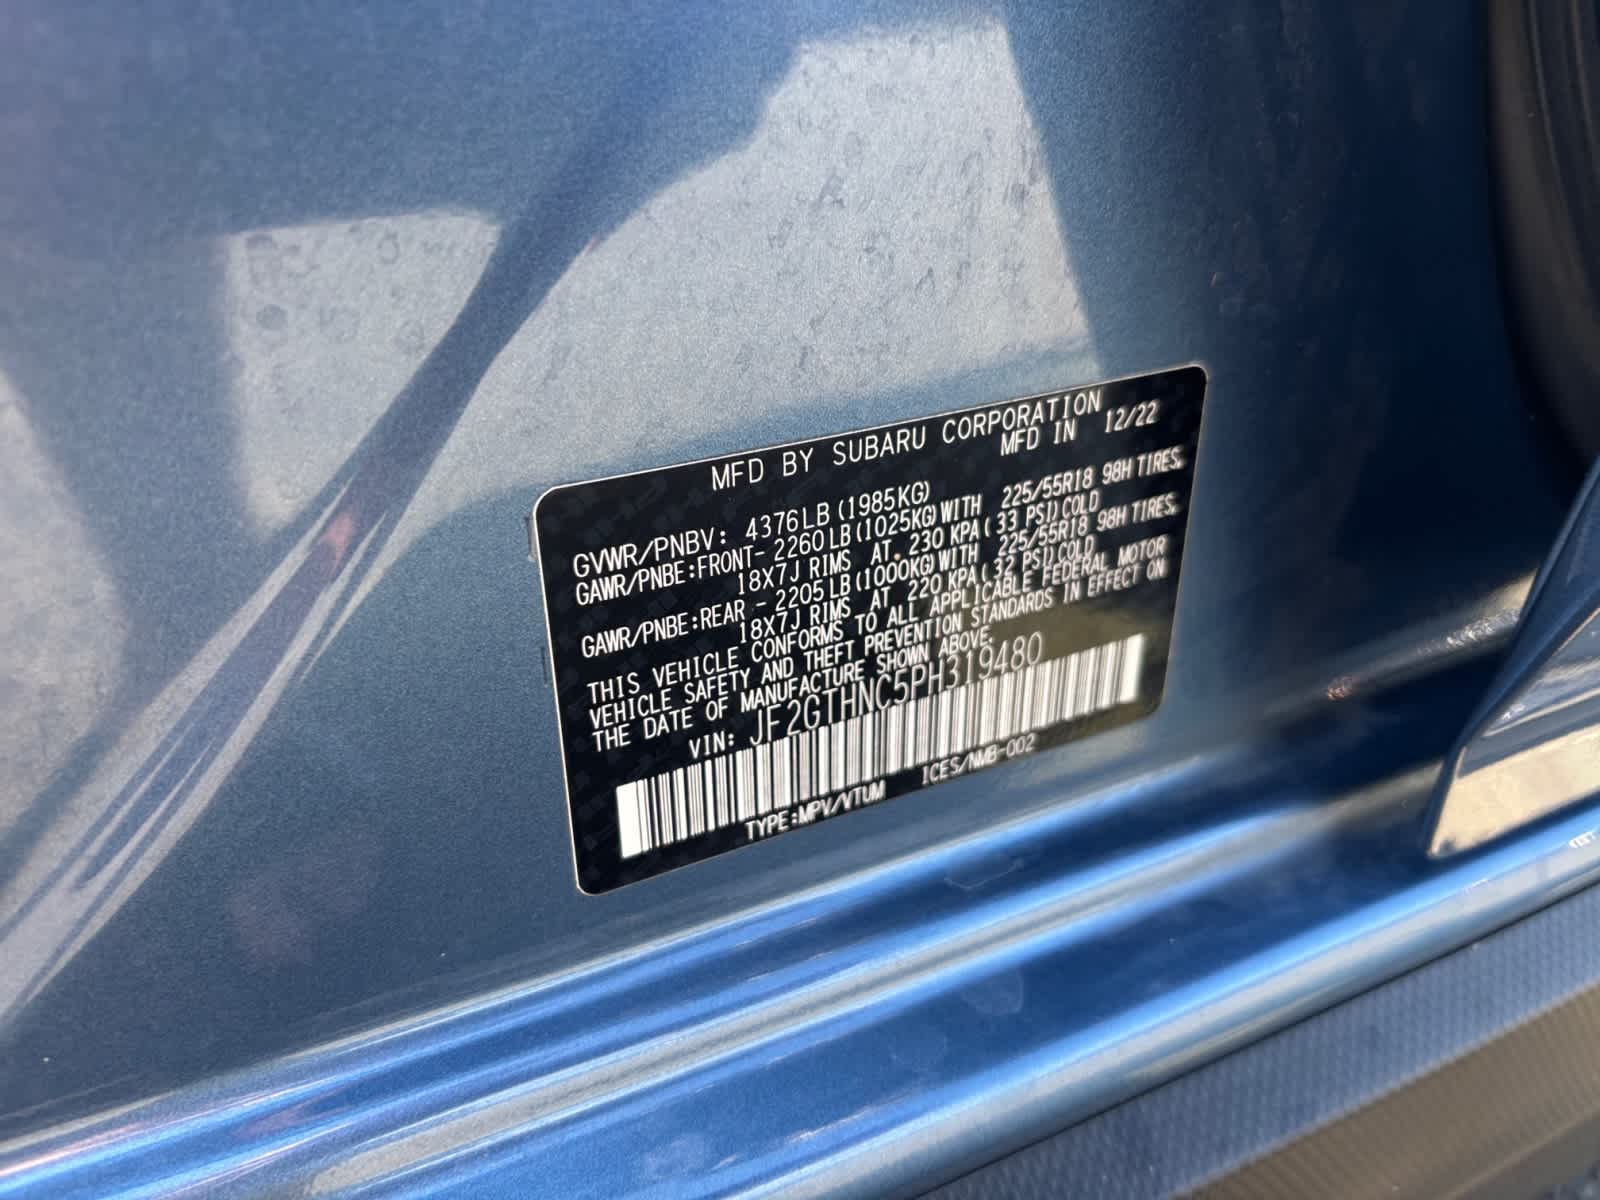 MFD BY SUBARU CORPORATION
MFD IN 12/22
GVWR/PNBV: 4376LB (1985KG)
GAWR/PNBE:FRONT- 2260LB (1025KG) WITH 225/55R18 98H TIRES,
18X7J RIMS AT 230 KPA ( 33 PSI) COLD
GAWR/PNBE:REAR - 2205LB (1000KG) WITH 225/55R18 98H TIRES,
18X7J RIMS AT 220 KPA ( 32 PSI) COLD
THIS VEHICLE CONFORMS TO ALL APPLICABLE FEDERAL MOTOR
VEHICLE SAFETY AND THEFT PREVENTION STANDARDS IN EFFECT ON
THE DATE OF MANUFACTURE SHOWN ABOVE.
VIN: JF2GTHNC5PH319480
TYPE:MPV/VTUM ICES/NMB-002